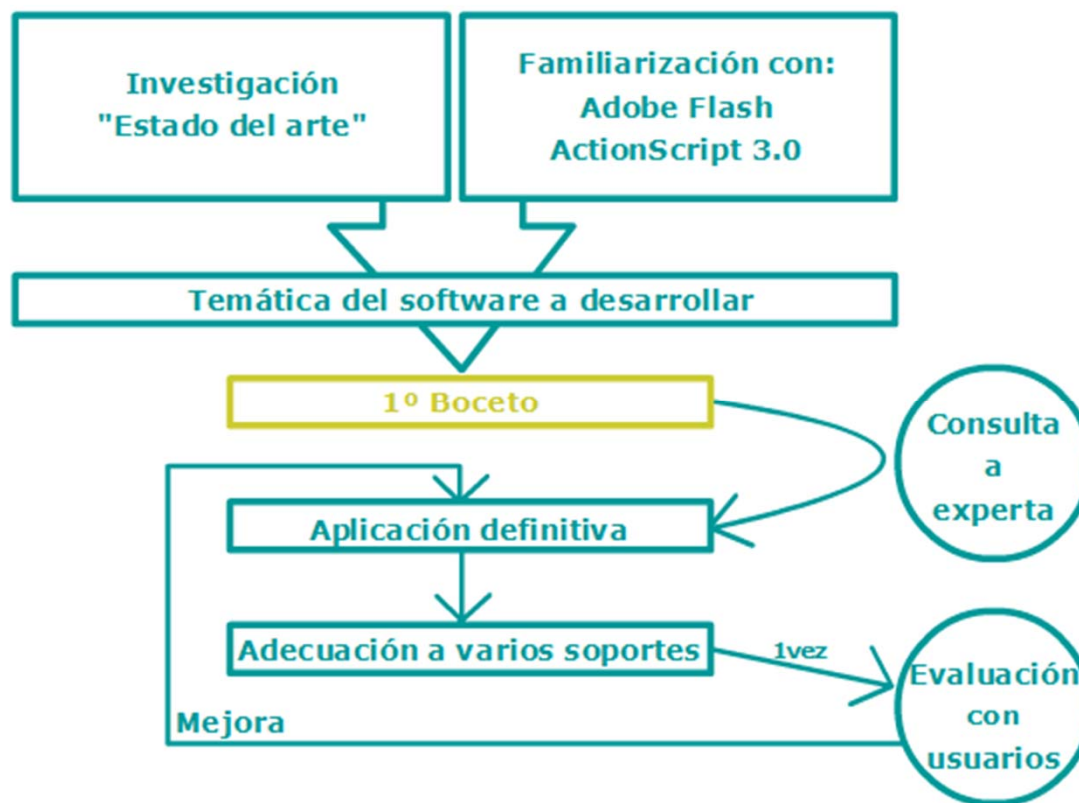 Investigación
"Estado del arte"
Familiarización con:
Adobe Flash
ActionScript 3.0
Temática del software a desarrollar
1º Boceto
Consulta
a
experta
Aplicación definitiva
Adecuación a varios soportes
1vez
Evaluación
con
usuarios
Mejora